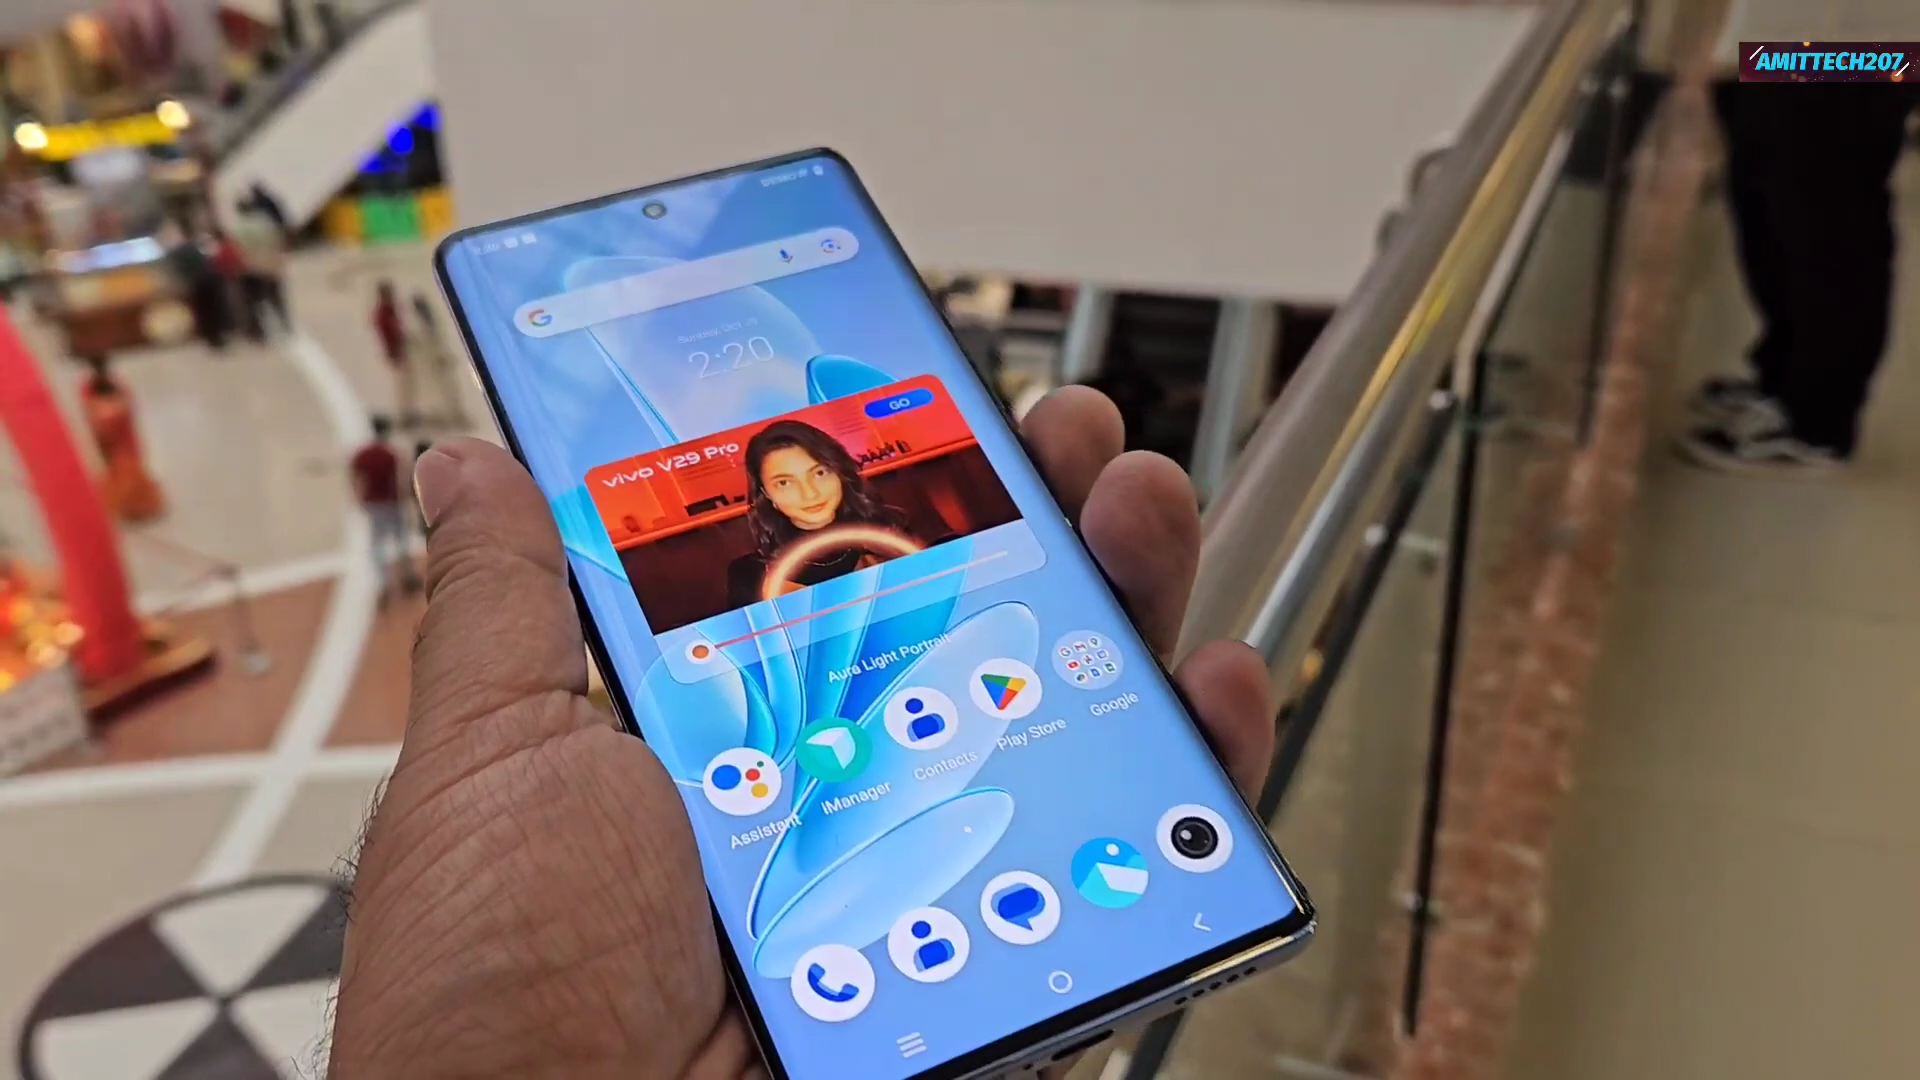 AMITTECH207
2:20
GO
vivo V29 Pro
Aura Light Portrait
Assistant
iManager
Contacts
Play Store
Google